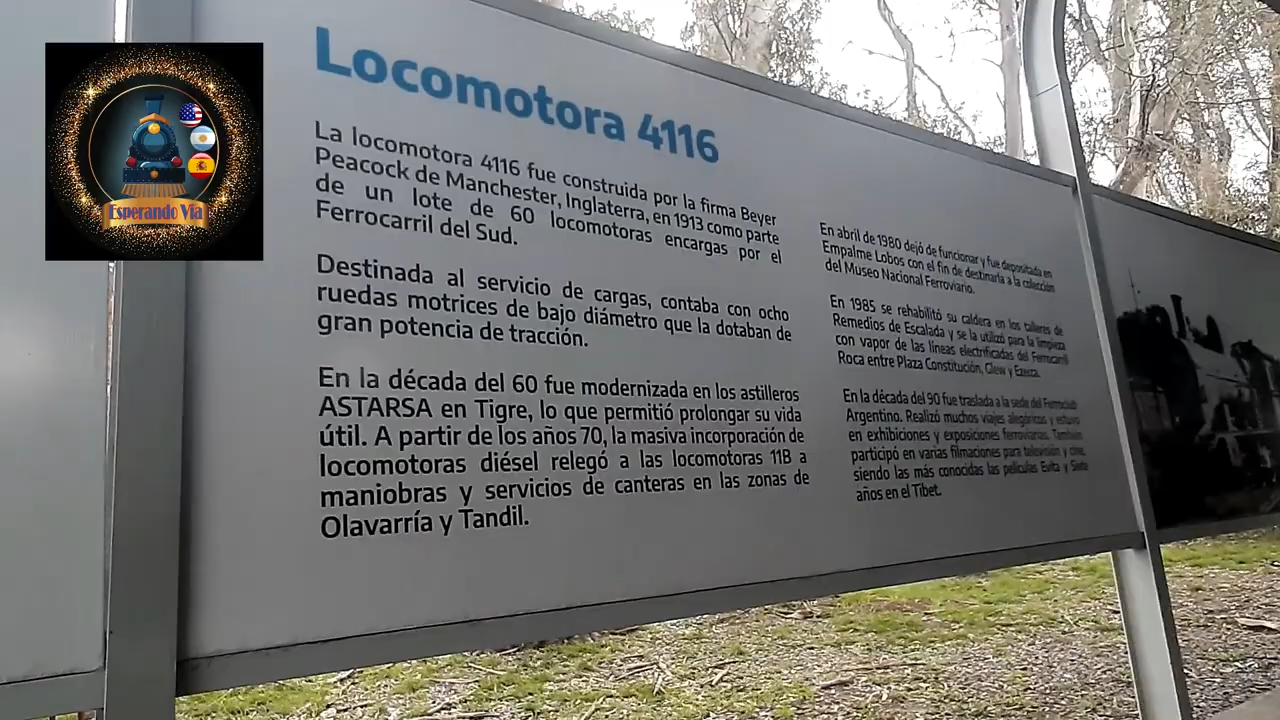 Esperando Vía
Locomotora 4116
La locomotora 4116 fue construida por la firma Beyer
Peacock de Manchester, Inglaterra, en 1913 como parte
de un lote de 60 locomotoras encargas por el
Ferrocarril del Sud.
Destinada al servicio de cargas, contaba con ocho
ruedas motrices de bajo diámetro que la dotaban de
gran potencia de tracción.
En la década del 60 fue modernizada en los astilleros
ASTARSA en Tigre, lo que permitió prolongar su vida
útil. A partir de los años 70, la masiva incorporación de
locomotoras diésel relegó a las locomotoras 11B a
maniobras y servicios de canteras en las zonas de
Olavarría y Tandil.
En abril de 1980 dejó de funcionar y fue depositada en
Empalme Lobos con el fin de destinarla a la colección
del Museo Nacional Ferroviario.
En 1985 se rehabilitó su caldera en los talleres de
Remedios de Escalada y se la utilizó para la limpieza
con vapor de las líneas electrificadas del Ferrocarril
Roca entre Plaza Constitución, Glew y Ezeiza.
En la década del 90 fue traslada a la sede del Ferroclub
Argentino. Realizó muchos viajes alegóricos y estuvo
en exhibiciones y exposiciones ferroviarias. También
participó en varias filmaciones para televisión y cine,
siendo las más conocidas las películas Evita y Siete
años en el Tíbet.